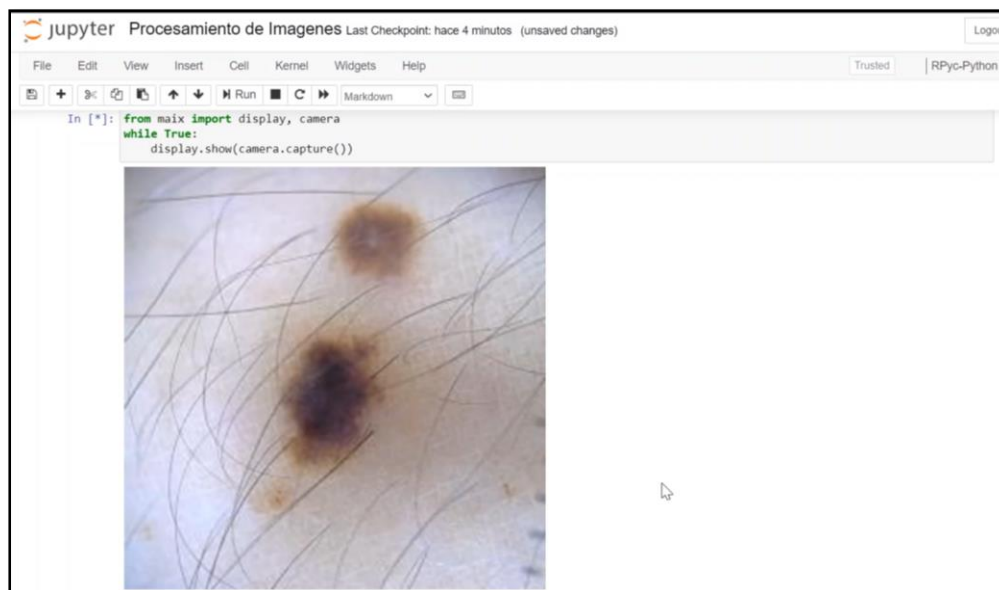 jupyter Procesamiento de Imagenes Last Checkpoint: hace 4 minutos (unsaved changes)
File Edit View Insert Cell Kernel Widgets Help Trusted RPyc-Python
Run Markdown
In [*]: from maix import display, camera
while True:
display.show(camera.capture())